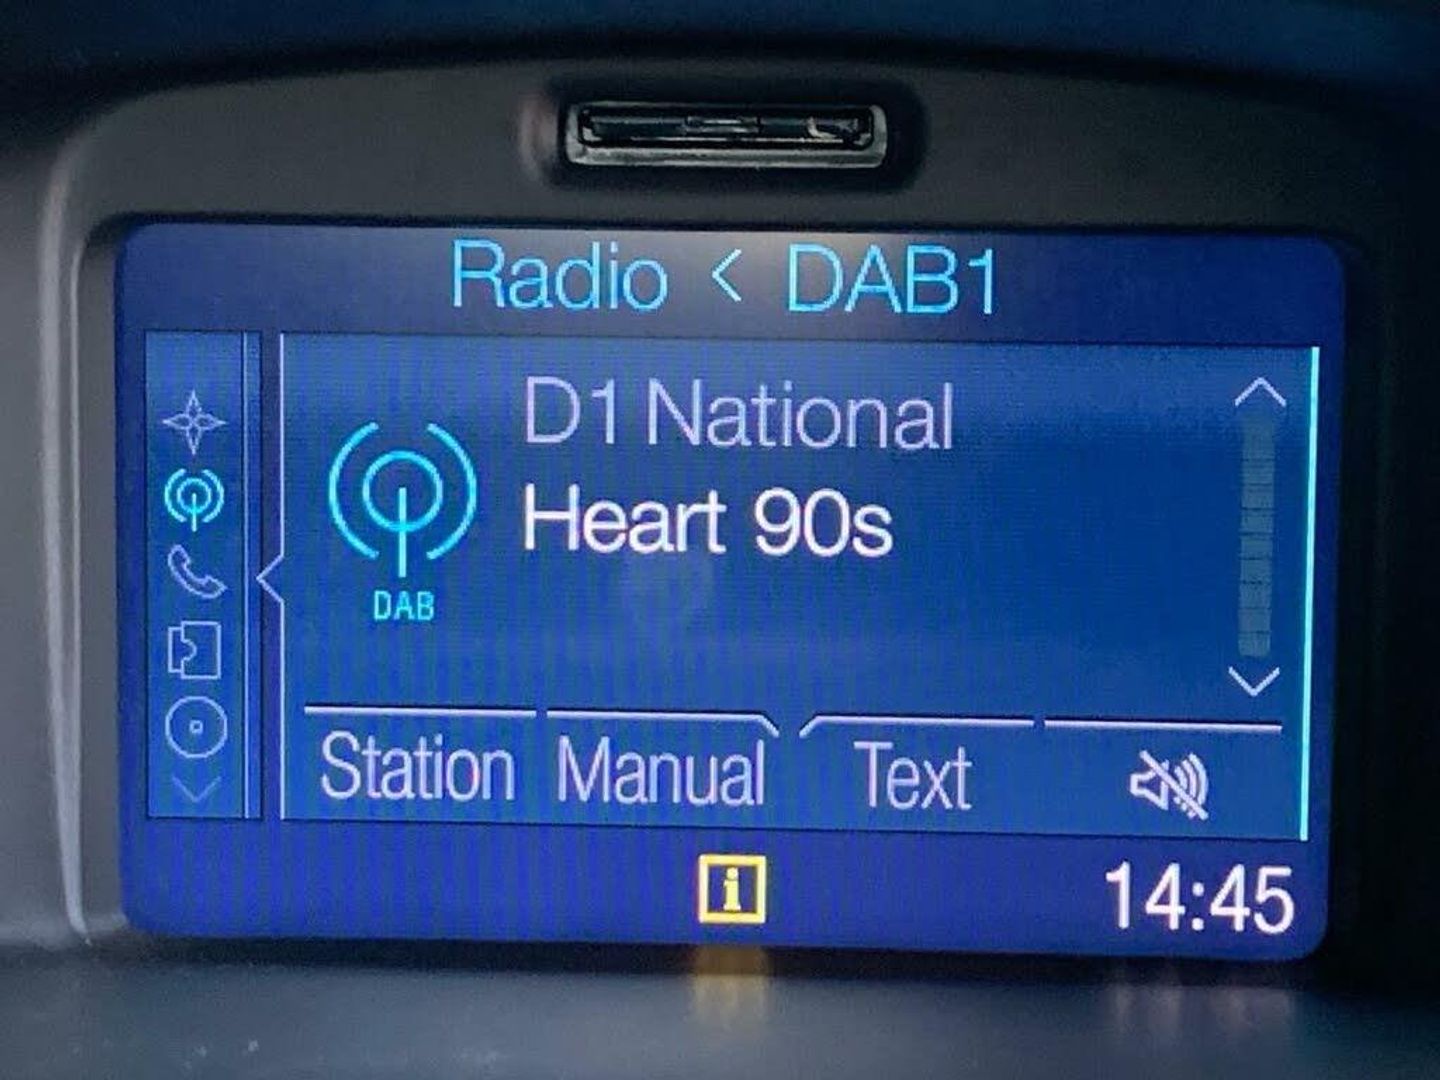 Radio < DAB1
D1 National
Heart 90s
DAB
Station Manual Text
i
14:45